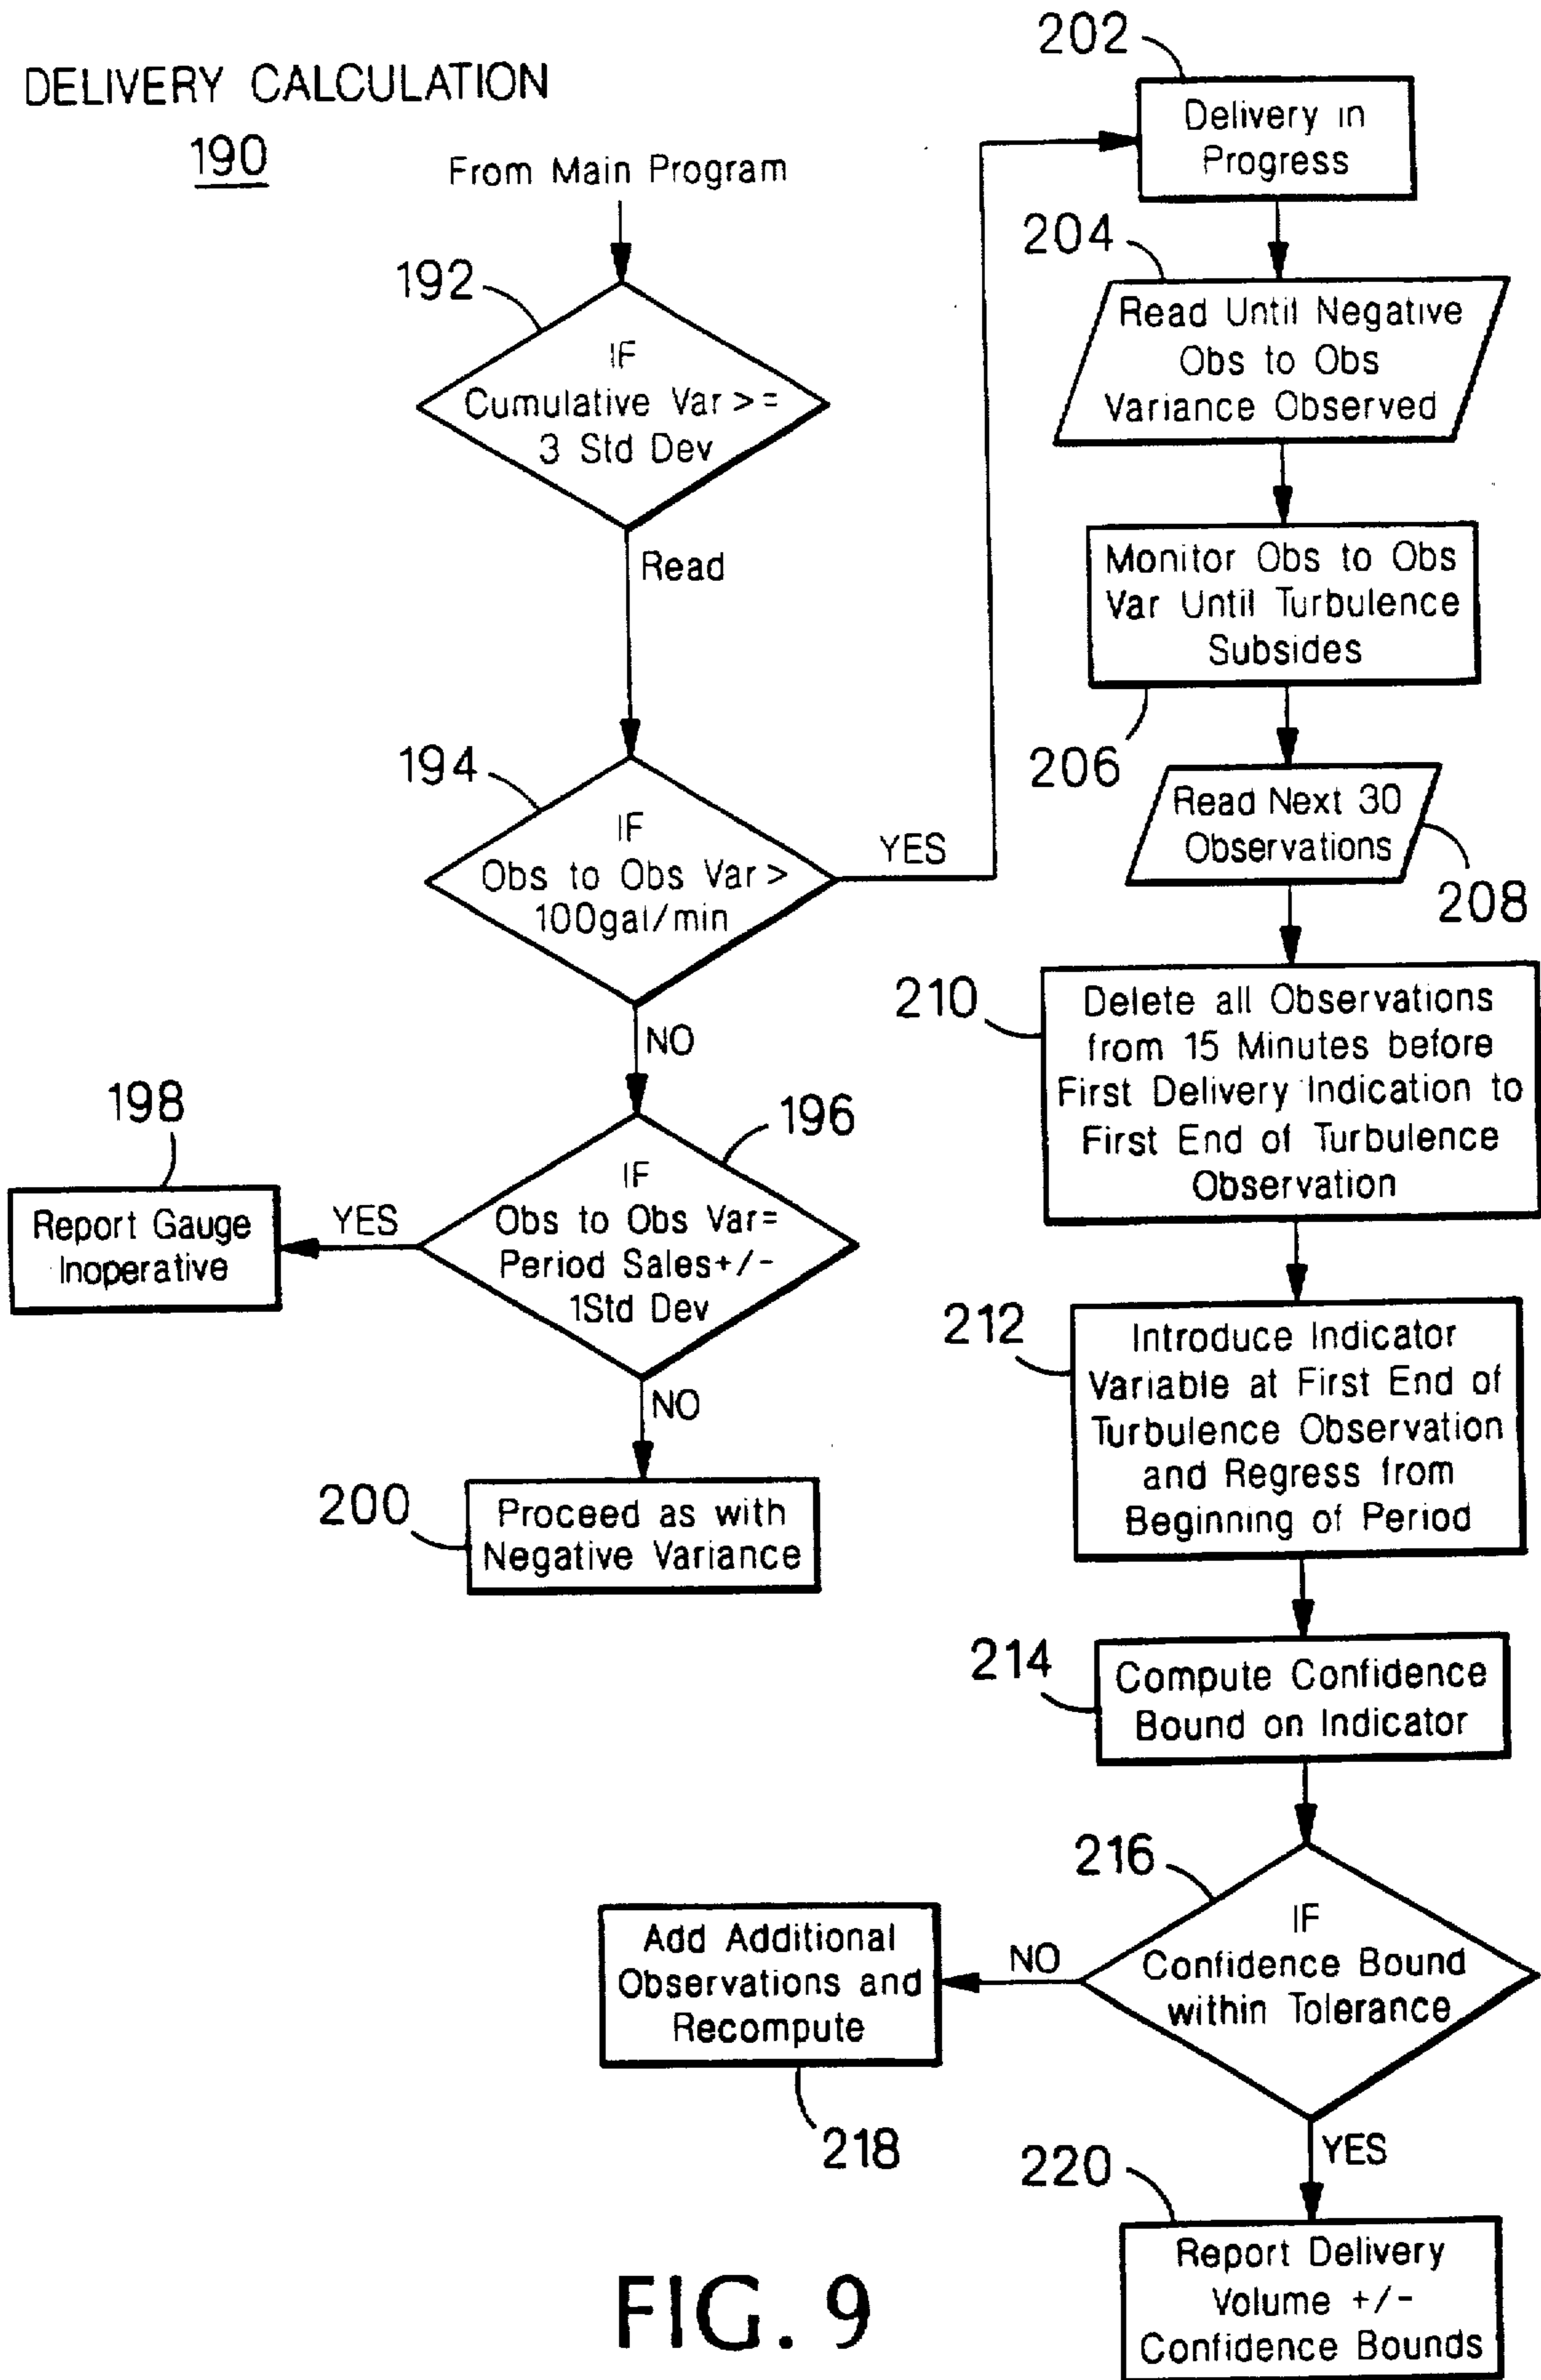 DELIVERY CALCULATION
190
From Main Program
192
IF
Cumulative Var >=
3 Std Dev
Read
194
IF
Obs to Obs Var >
100gal/min
YES
NO
196
IF
Obs to Obs Var=
Period Sales+/-
1Std Dev
YES
198
Report Gauge
Inoperative
NO
200
Proceed as with
Negative Variance
202
Delivery in
Progress
204
Read Until Negative
Obs to Obs
Variance Observed
Monitor Obs to Obs
Var Until Turbulence
Subsides
206
Read Next 30
Observations
208
210
Delete all Observations
from 15 Minutes before
First Delivery Indication to
First End of Turbulence
Observation
212
Introduce Indicator
Variable at First End of
Turbulence Observation
and Regress from
Beginning of Period
214
Compute Confidence
Bound on Indicator
216
IF
Confidence Bound
within Tolerance
NO
Add Additional
Observations and
Recompute
218
YES
220
Report Delivery
Volume +/-
Confidence Bounds
FIG. 9